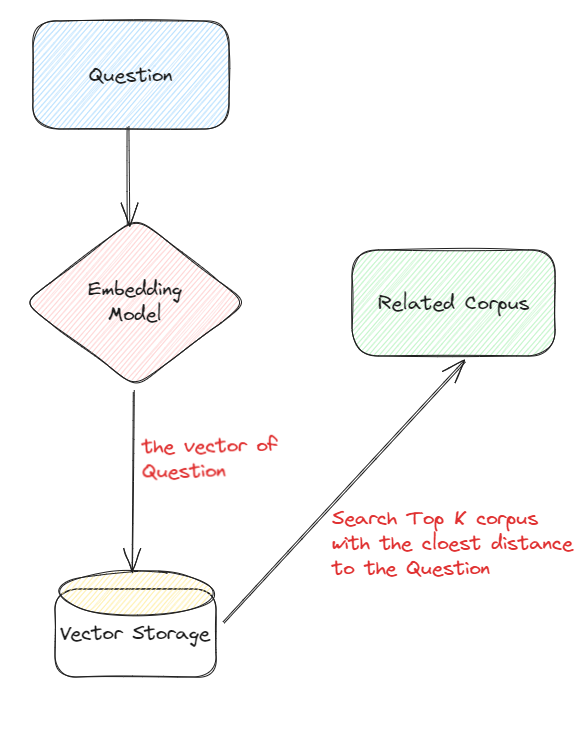 Question
Embedding
Model
Related Corpus
the vector of
Question
Search Top K corpus
with the cloest distance
to the Question
Vector Storage